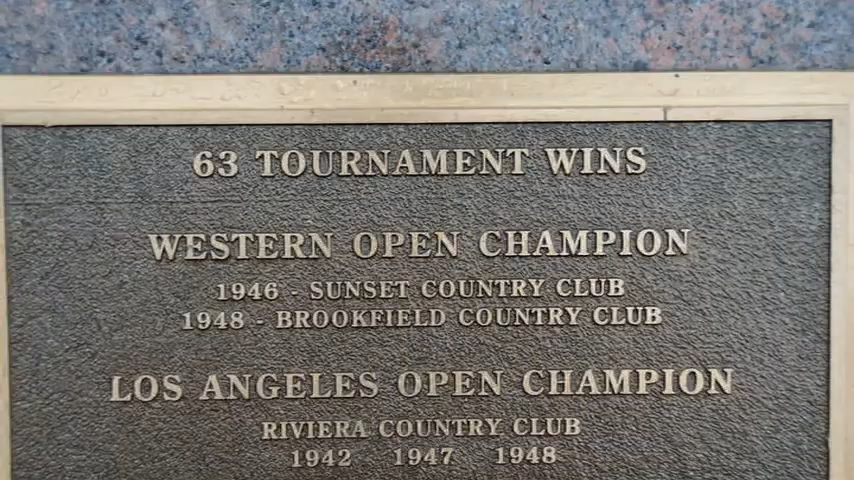 63 TOURNAMENT WINS
WESTERN OPEN CHAMPION
1946 - SUNSET COUNTRY CLUB
1948 - BROOKFIELD COUNTRY CLUB
LOS ANGELES OPEN CHAMPION
RIVIERA COUNTRY CLUB
1942 1947 1948